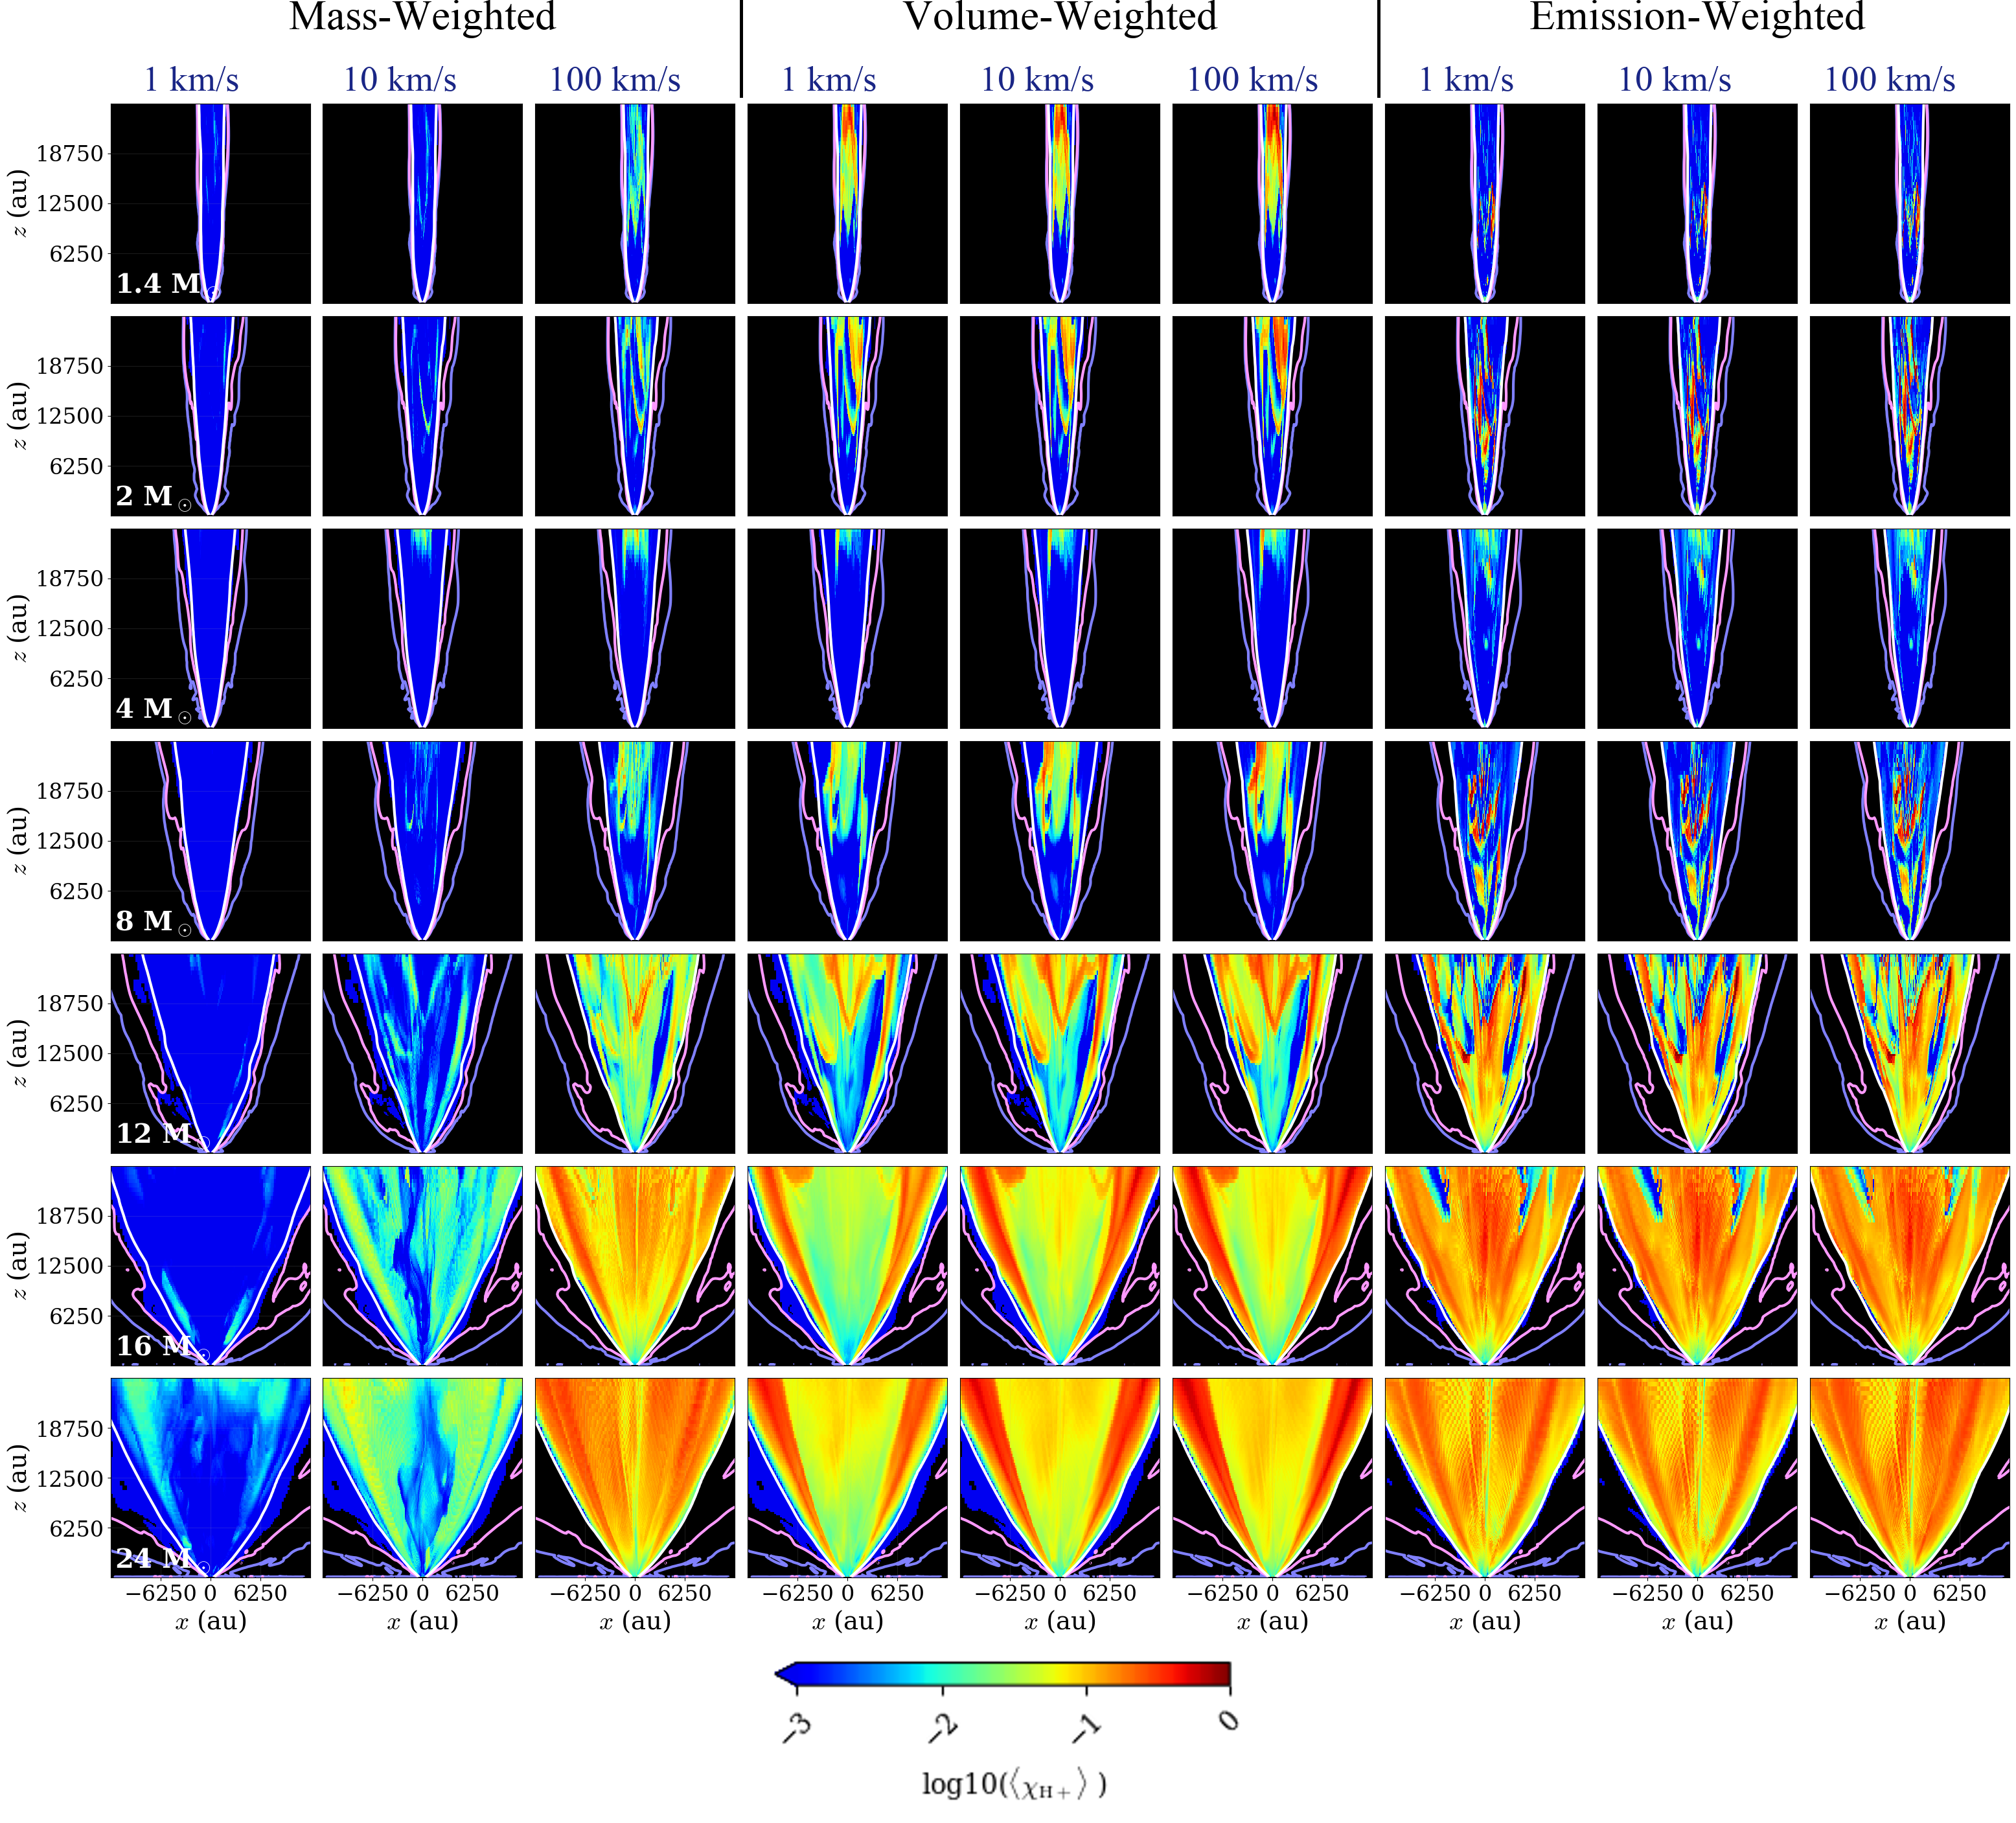 Mass-Weighted Volume-Weighted Emission-Weighted
1 km/s 10 km/s 100 km/s 1 km/s 10 km/s 100 km/s 1 km/s 10 km/s 100 km/s
z (au) 18750 12500 6250
1.4 M☉
z (au) 18750 12500 6250
2 M☉
z (au) 18750 12500 6250
4 M☉
z (au) 18750 12500 6250
8 M☉
z (au) 18750 12500 6250
12 M☉
z (au) 18750 12500 6250
16 M☉
z (au) 18750 12500 6250
24 M☉
−6250 0 6250 −6250 0 6250 −6250 0 6250 −6250 0 6250 −6250 0 6250 −6250 0 6250 −6250 0 6250 −6250 0 6250 −6250 0 6250
x (au) x (au) x (au) x (au) x (au) x (au) x (au) x (au) x (au)
−3 −2 −1 0
log10(⟨χH+⟩)